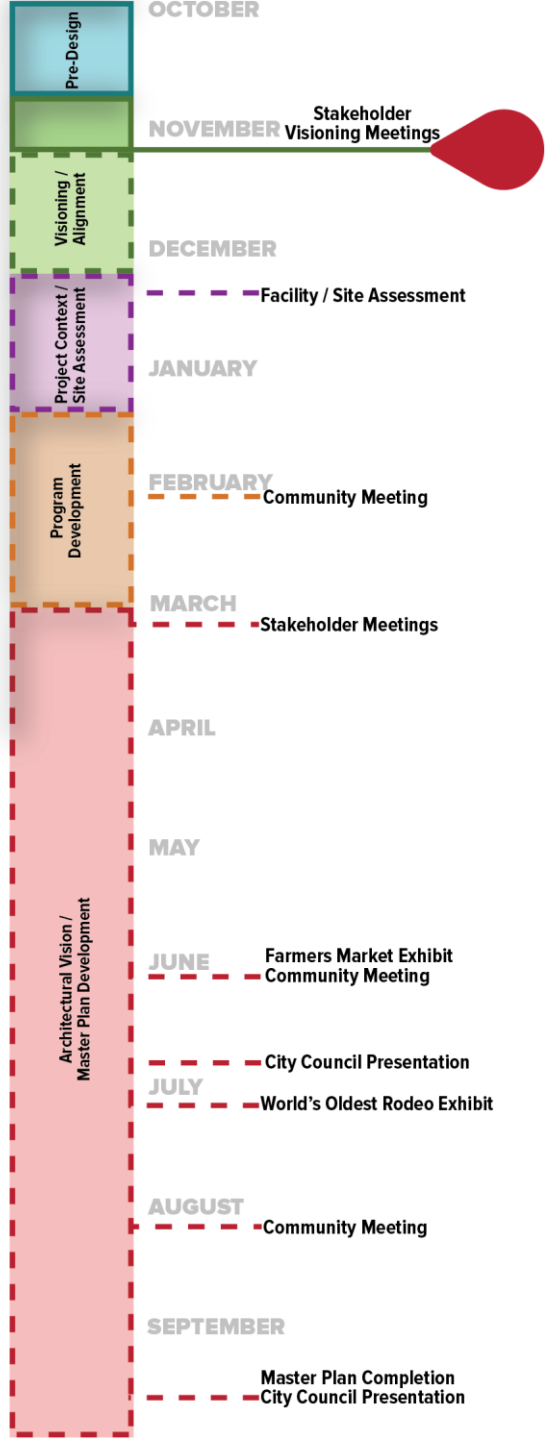 OCTOBER
Pre-Design
Stakeholder
NOVEMBER Visioning Meetings
Visioning /
Alignment
DECEMBER
Project Context /
Site Assessment
Facility / Site Assessment
JANUARY
Program
Development
FEBRUARY
Community Meeting
MARCH
Stakeholder Meetings
APRIL
MAY
Architectural Vision /
Master Plan Development
JUNE
Farmers Market Exhibit
Community Meeting
City Council Presentation
JULY
World's Oldest Rodeo Exhibit
AUGUST
Community Meeting
SEPTEMBER
Master Plan Completion
City Council Presentation